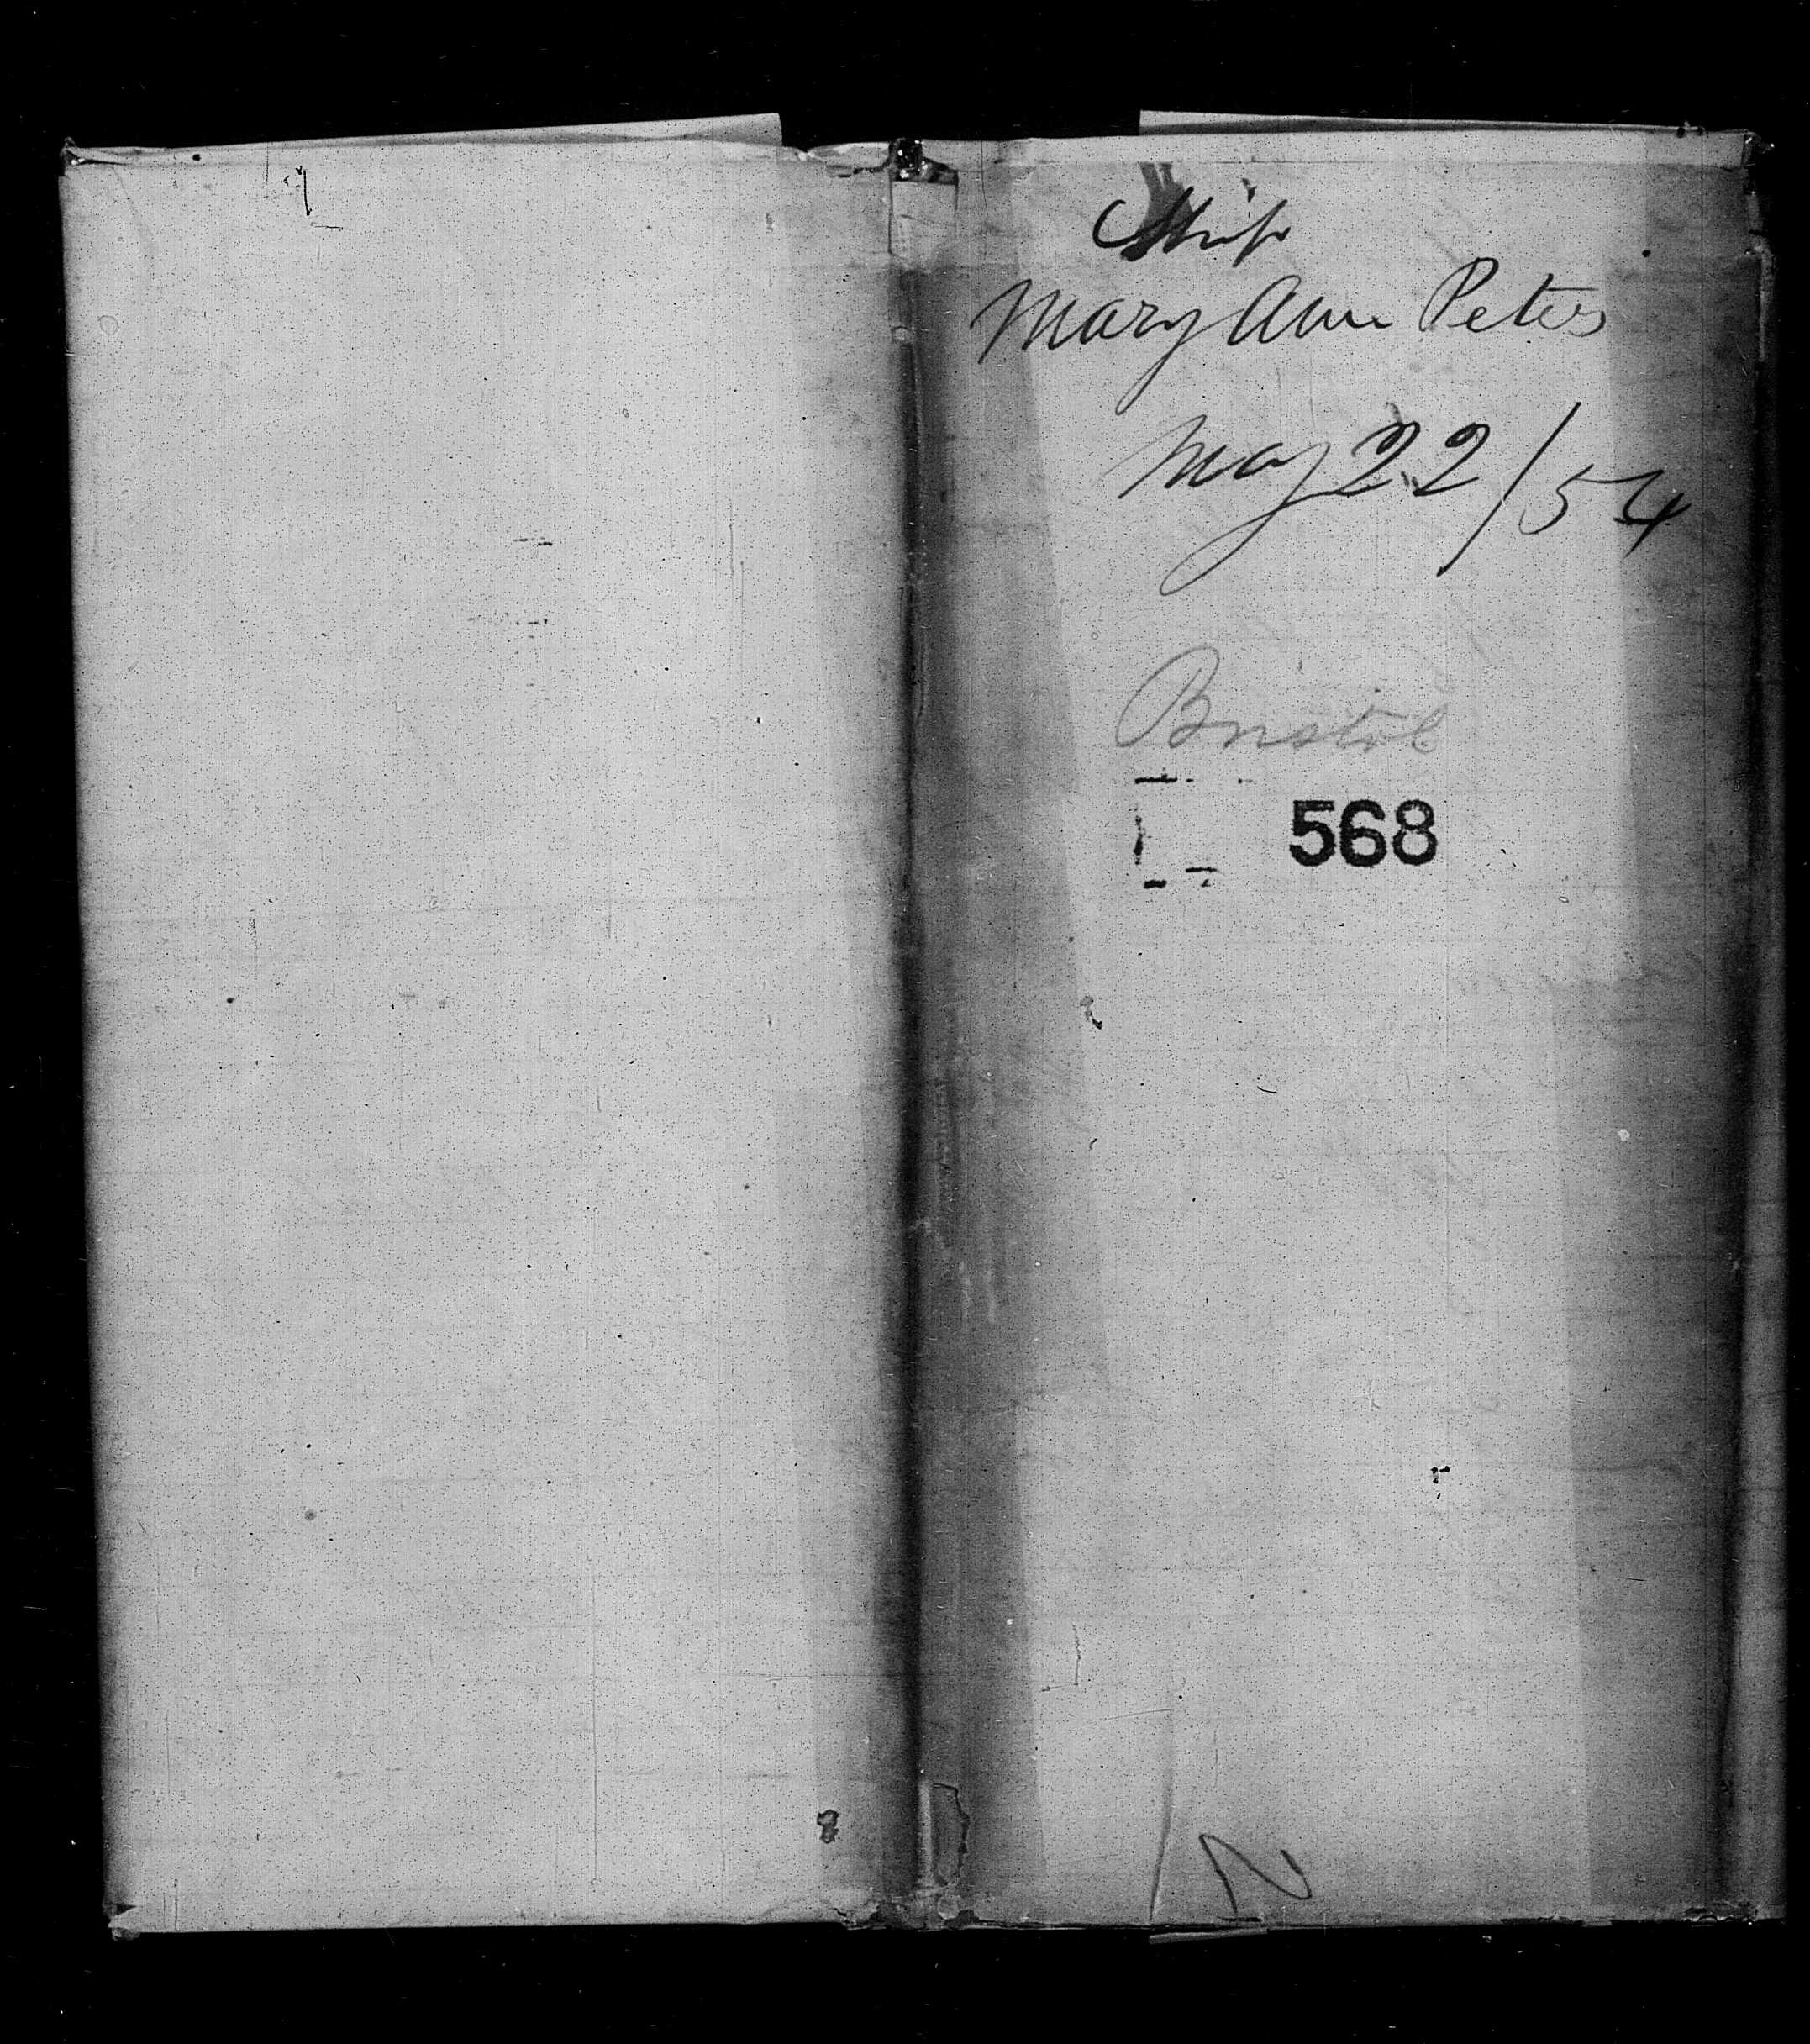 Ship
Mary Ann Peters
May 22/54
Bristol
568